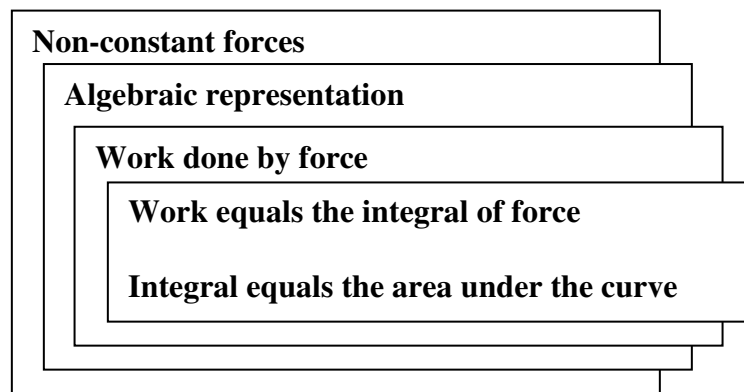 Non-constant forces
Algebraic representation
Work done by force
Work equals the integral of force
Integral equals the area under the curve